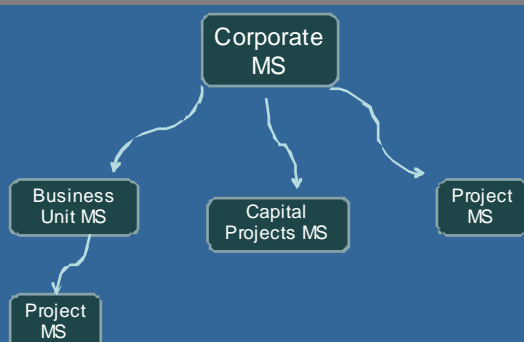 Corporate
MS
Business
Unit MS
Capital
Projects MS
Project
MS
Project
MS